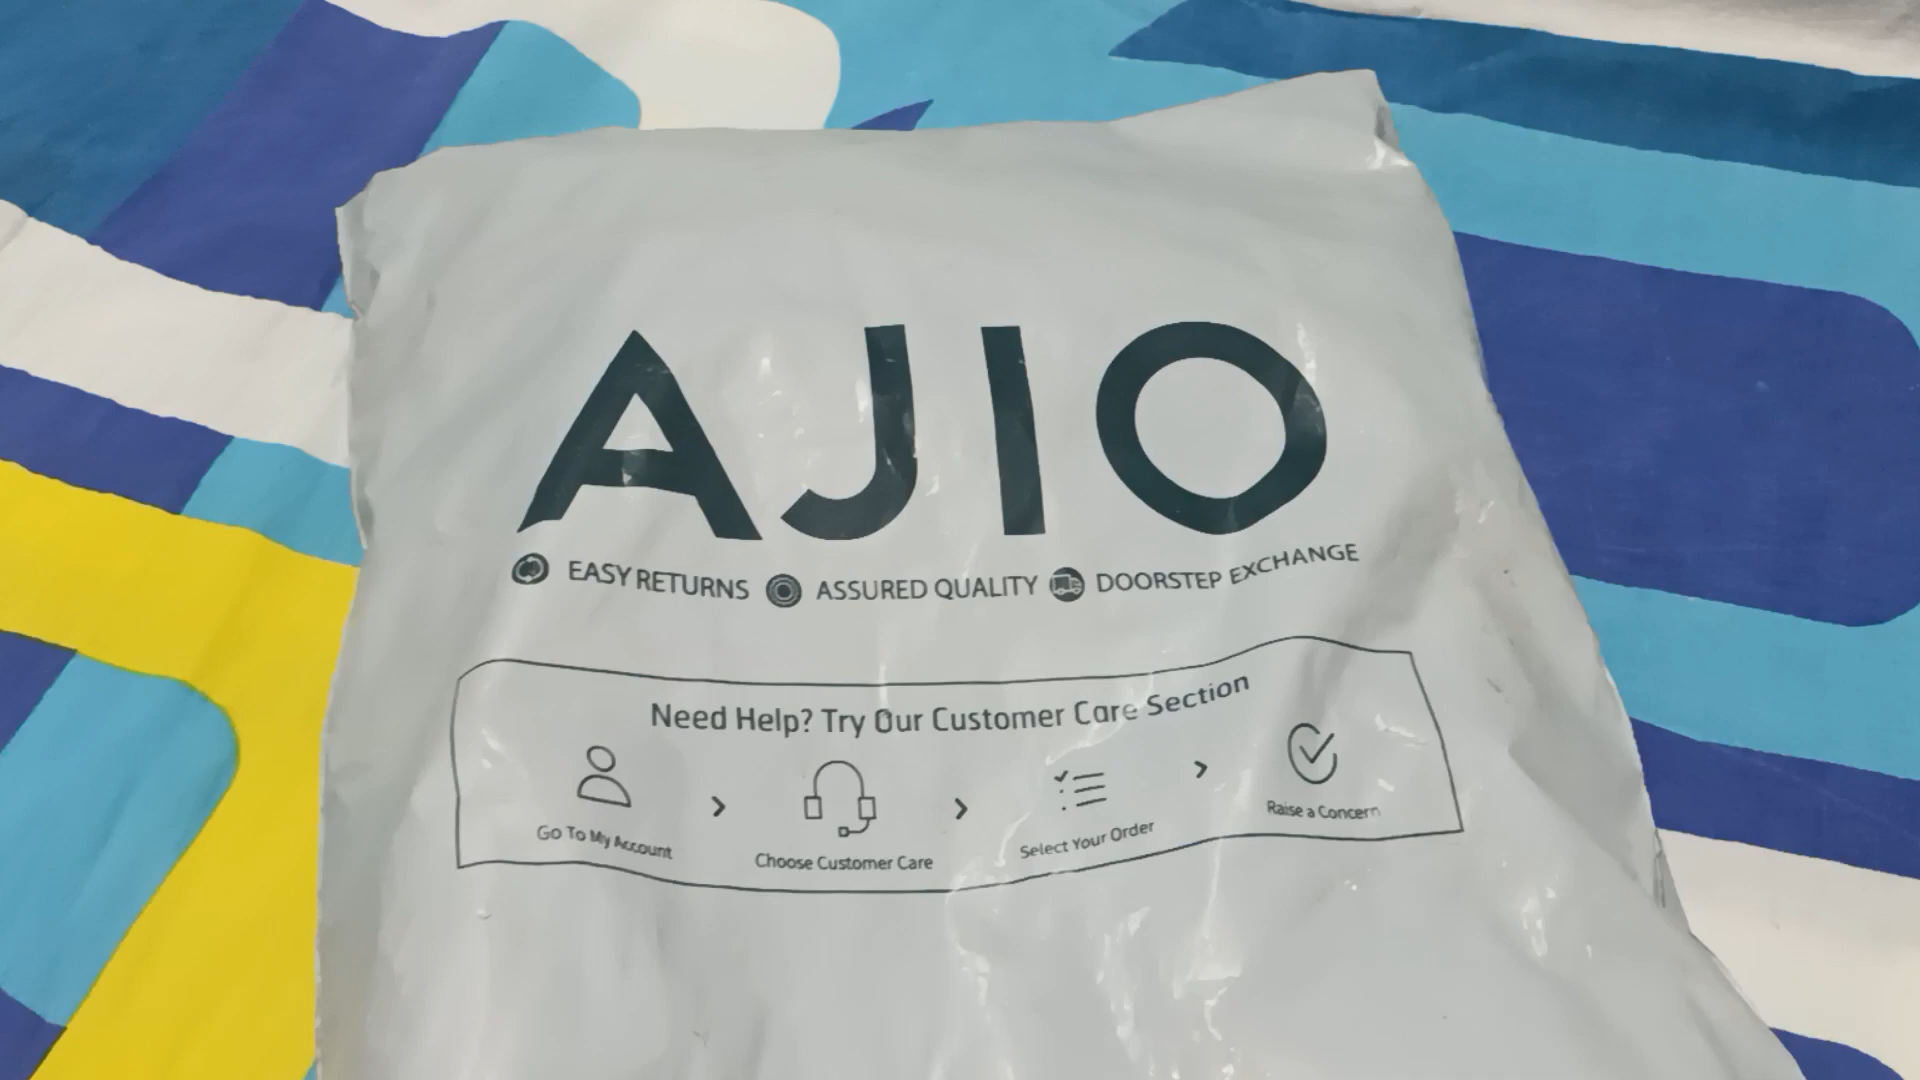 AJIO
EASY RETURNS ASSURED QUALITY DOORSTEP EXCHANGE
Need Help? Try Our Customer Care Section
Go To My Account > Choose Customer Care > Select Your Order > Raise a Concern